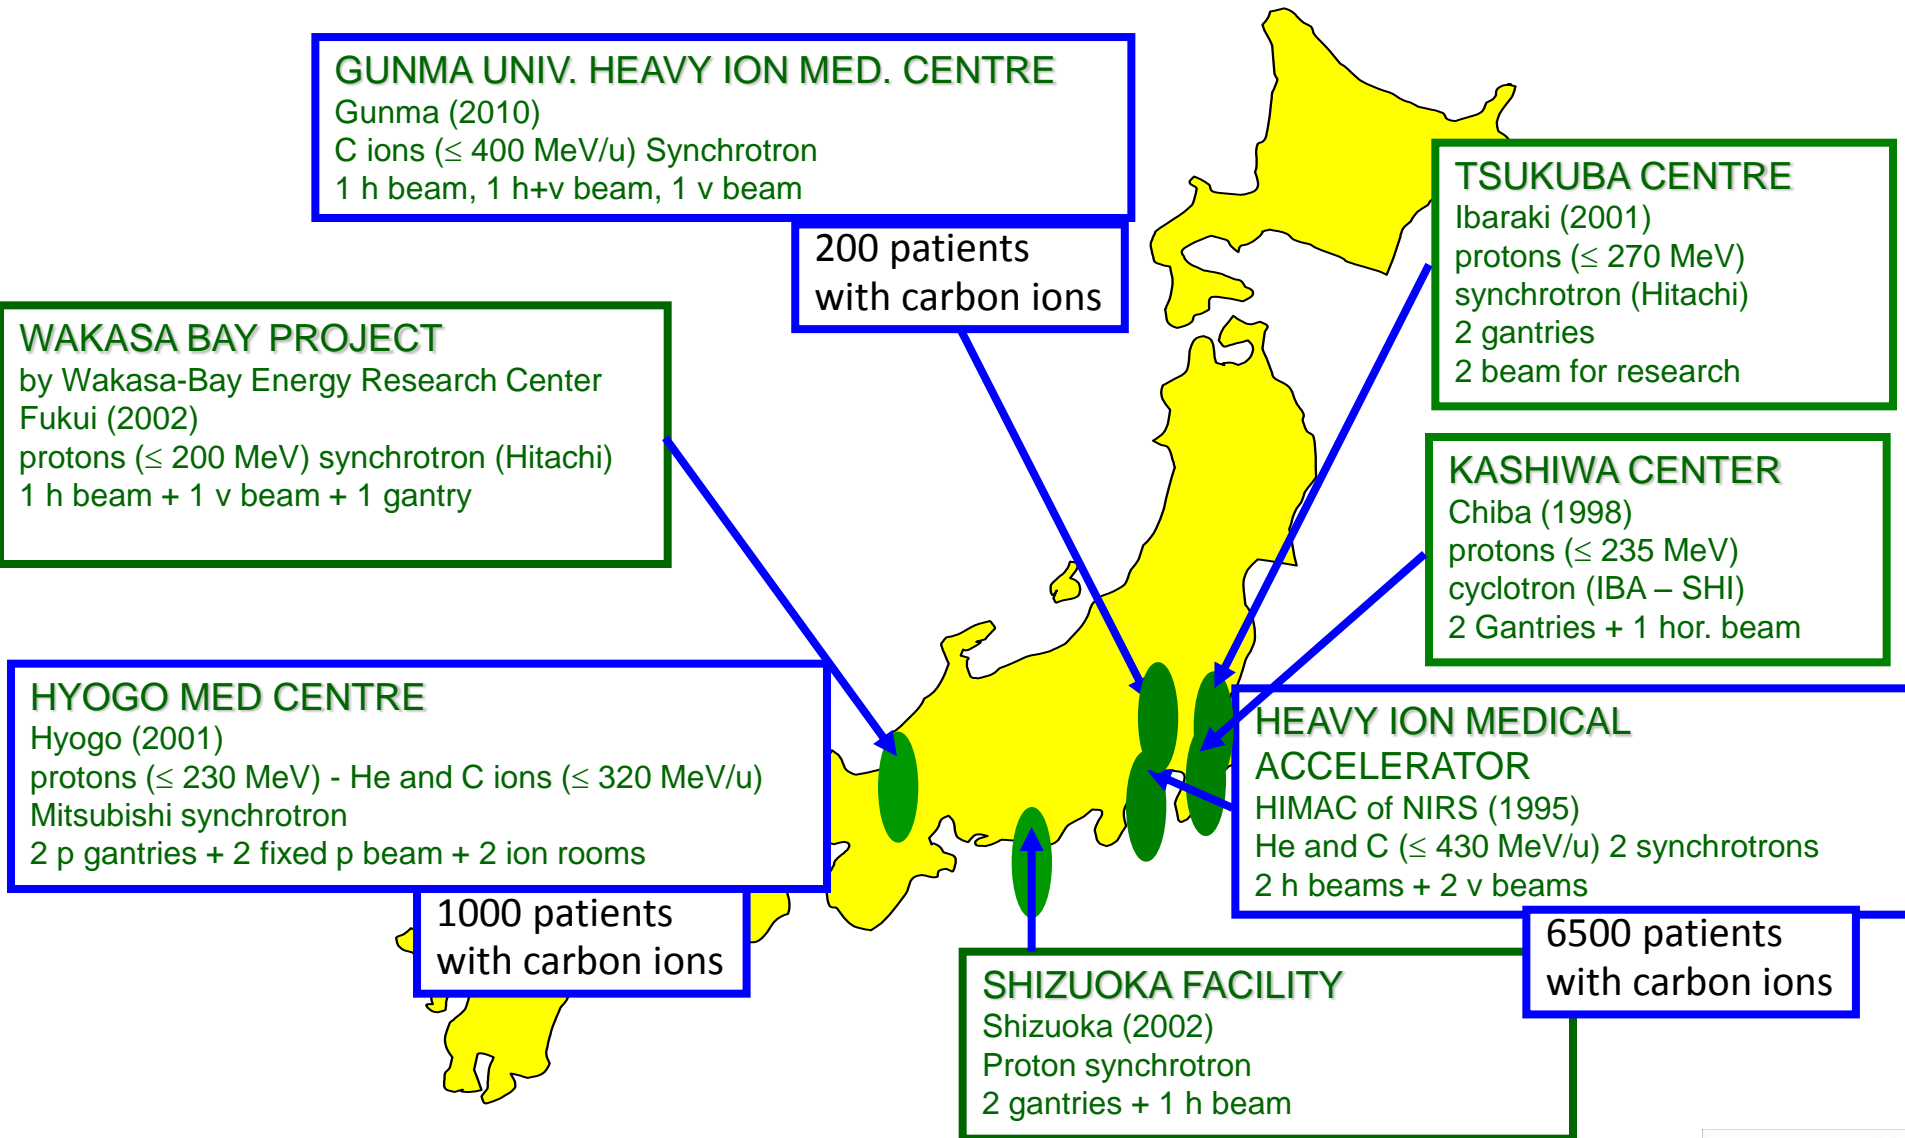 GUNMA UNIV. HEAVY ION MED. CENTRE
Gunma (2010)
C ions (≤ 400 MeV/u) Synchrotron
1 h beam, 1 h+v beam, 1 v beam
200 patients
with carbon ions
TSUKUBA CENTRE
Ibaraki (2001)
protons (≤ 270 MeV)
synchrotron (Hitachi)
2 gantries
2 beam for research
WAKASA BAY PROJECT
by Wakasa-Bay Energy Research Center
Fukui (2002)
protons (≤ 200 MeV) synchrotron (Hitachi)
1 h beam + 1 v beam + 1 gantry
KASHIWA CENTER
Chiba (1998)
protons (≤ 235 MeV)
cyclotron (IBA – SHI)
2 Gantries + 1 hor. beam
HYOGO MED CENTRE
Hyogo (2001)
protons (≤ 230 MeV) - He and C ions (≤ 320 MeV/u)
Mitsubishi synchrotron
2 p gantries + 2 fixed p beam + 2 ion rooms
1000 patients
with carbon ions
HEAVY ION MEDICAL
ACCELERATOR
HIMAC of NIRS (1995)
He and C (≤ 430 MeV/u) 2 synchrotrons
2 h beams + 2 v beams
6500 patients
with carbon ions
SHIZUOKA FACILITY
Shizuoka (2002)
Proton synchrotron
2 gantries + 1 h beam